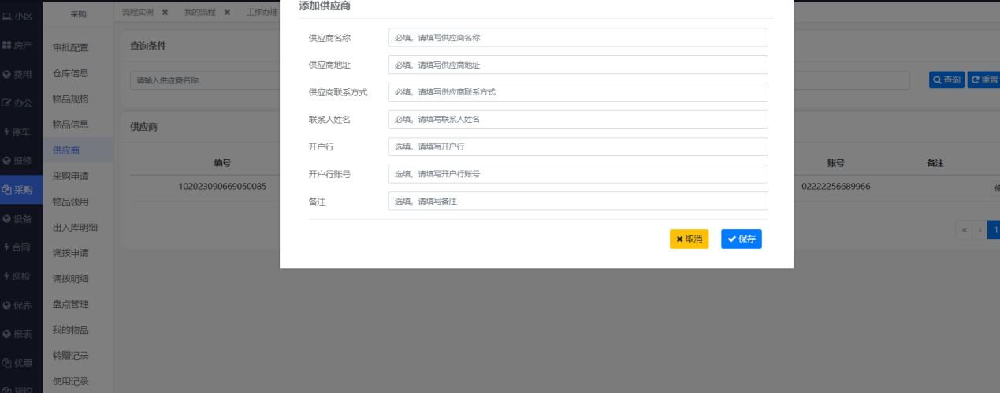 小区
房产
费用
办公
停车
报修
采购
设备
合同
巡检
保养
报表
优惠
预约
采购
审批配置
仓库信息
物品规格
物品信息
供应商
采购申请
物品领用
出入库明细
调拨申请
调拨明细
盘点管理
我的物品
转赠记录
使用记录
流程实例 ✖ 我的流程 ✖ 工作办理
查询条件
请输入供应商名称
查询 重置
供应商
编号 账号 备注
102023090669050085 02222256689966
« ‹ 1
添加供应商
供应商名称 必填，请填写供应商名称
供应商地址 必填，请填写供应商地址
供应商联系方式 必填，请填写供应商联系方式
联系人姓名 必填，请填写联系人姓名
开户行 选填，请填写开户行
开户行账号 选填，请填写开户行账号
备注 选填，请填写备注
✖ 取消 ✔ 保存